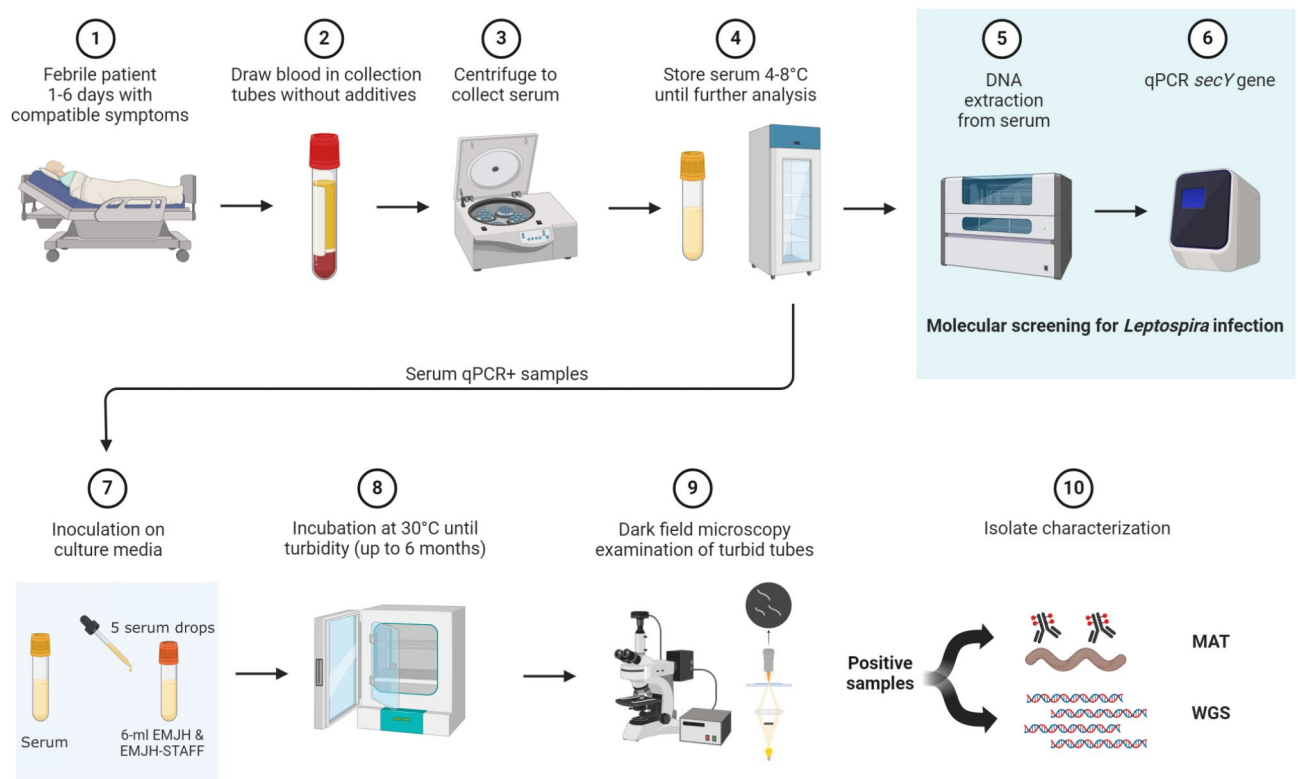 1
Febrile patient
1-6 days with
compatible symptoms
2
Draw blood in collection
tubes without additives
3
Centrifuge to
collect serum
4
Store serum 4-8°C
until further analysis
5
DNA
extraction
from serum
6
qPCR secY gene
Molecular screening for Leptospira infection
Serum qPCR+ samples
7
Inoculation on
culture media
5 serum drops
Serum
6-ml EMJH &
EMJH-STAFF
8
Incubation at 30°C until
turbidity (up to 6 months)
9
Dark field microscopy
examination of turbid tubes
Positive
samples
10
Isolate characterization
MAT
WGS